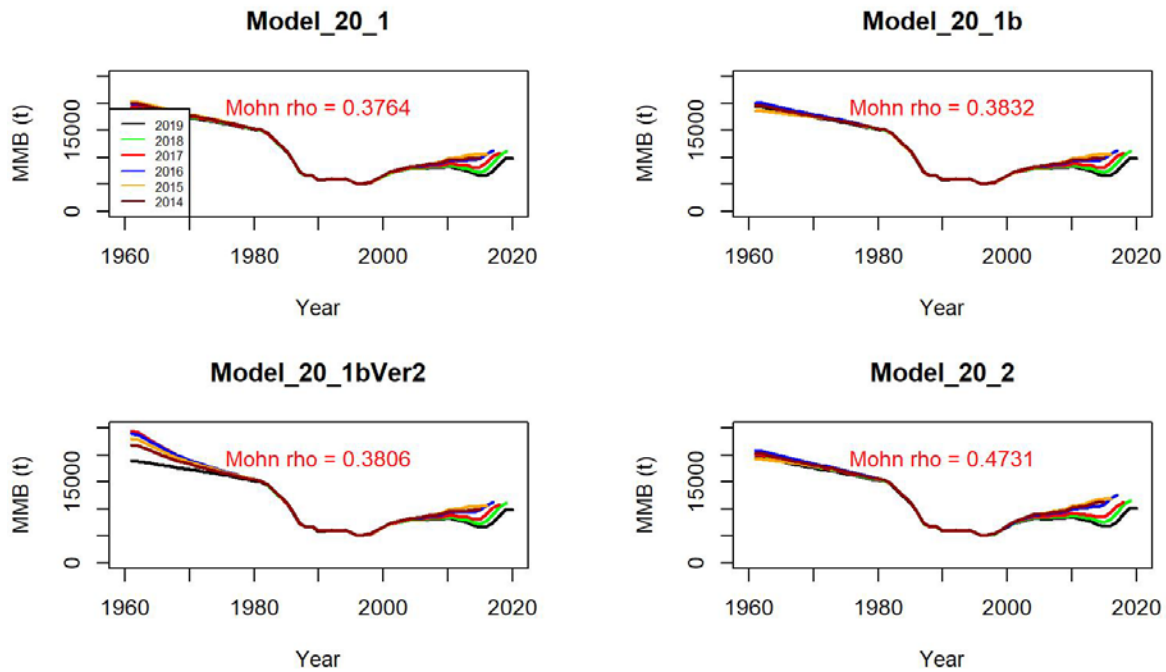 Model_20_1
MMB (t)
0 15000
Mohn rho = 0.3764
2019
2018
2017
2016
2015
2014
1960 1980 2000 2020
Year
Model_20_1b
MMB (t)
0 15000
Mohn rho = 0.3832
1960 1980 2000 2020
Year
Model_20_1bVer2
MMB (t)
0 15000
Mohn rho = 0.3806
1960 1980 2000 2020
Year
Model_20_2
MMB (t)
0 15000
Mohn rho = 0.4731
1960 1980 2000 2020
Year